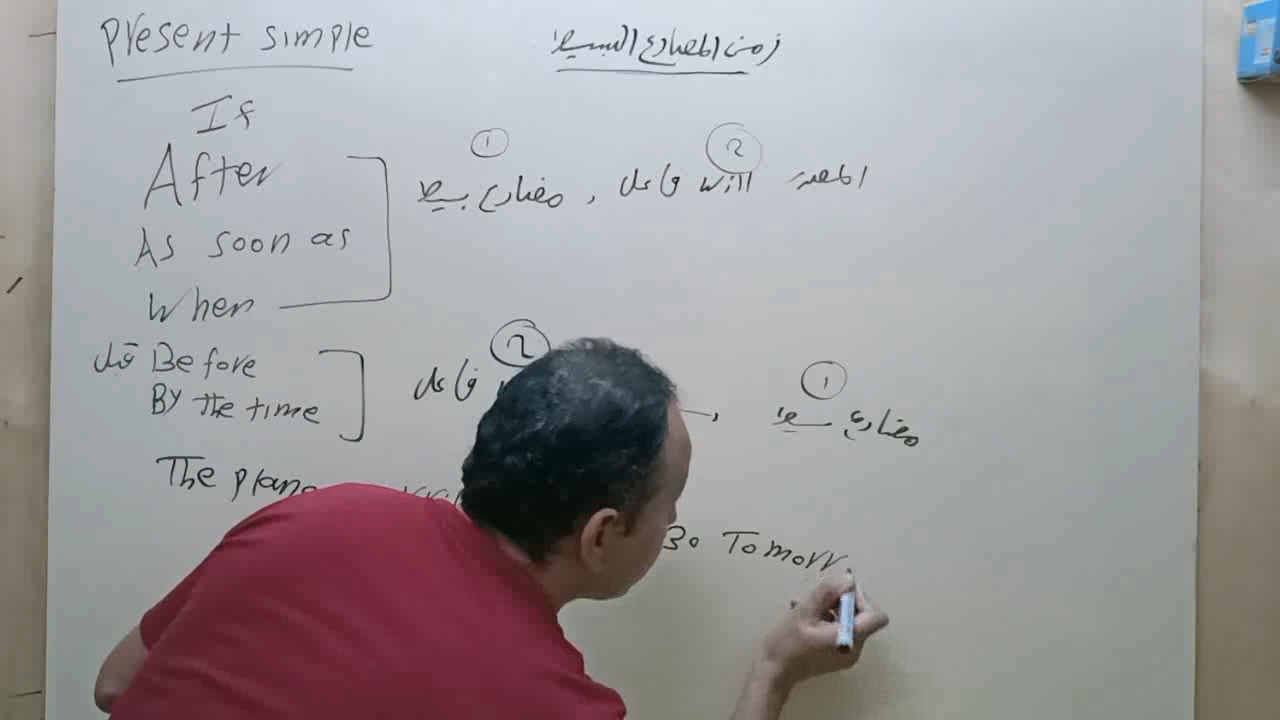 Present simple زمن المضارع البسيط
If
After
① ②
مضارع بسيط , فاعل will المصدر
As soon as
When
② ①
قبل Before
فاعل , مضارع بسيط
By the time
The plane
30 Tomorr